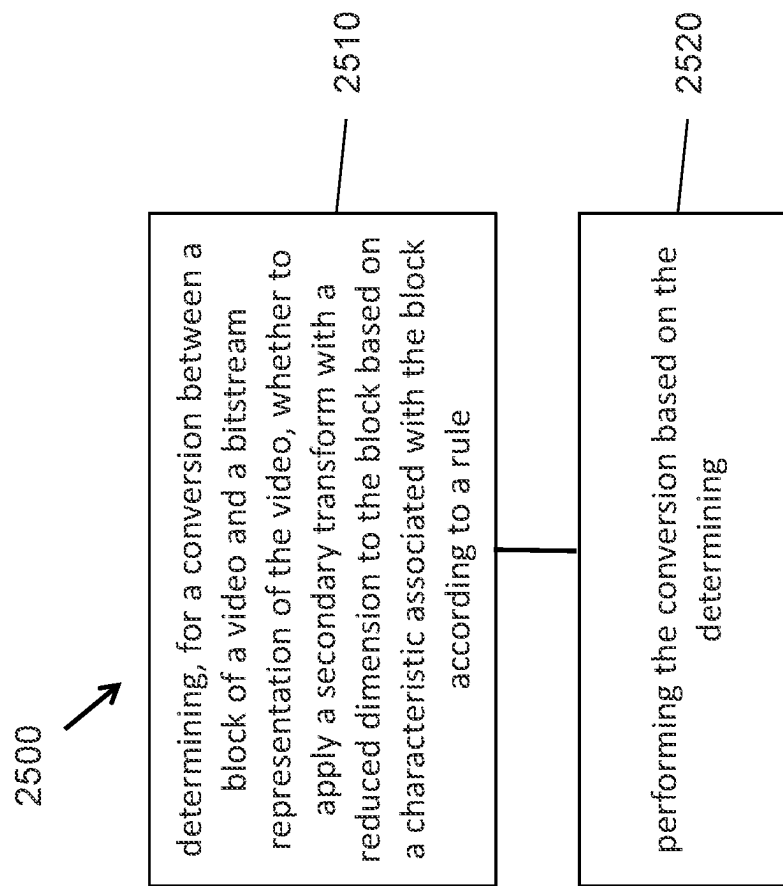 2500
determining, for a conversion between a
block of a video and a bitstream
representation of the video, whether to
apply a secondary transform with a
reduced dimension to the block based on
a characteristic associated with the block
according to a rule
2510
performing the conversion based on the
determining
2520